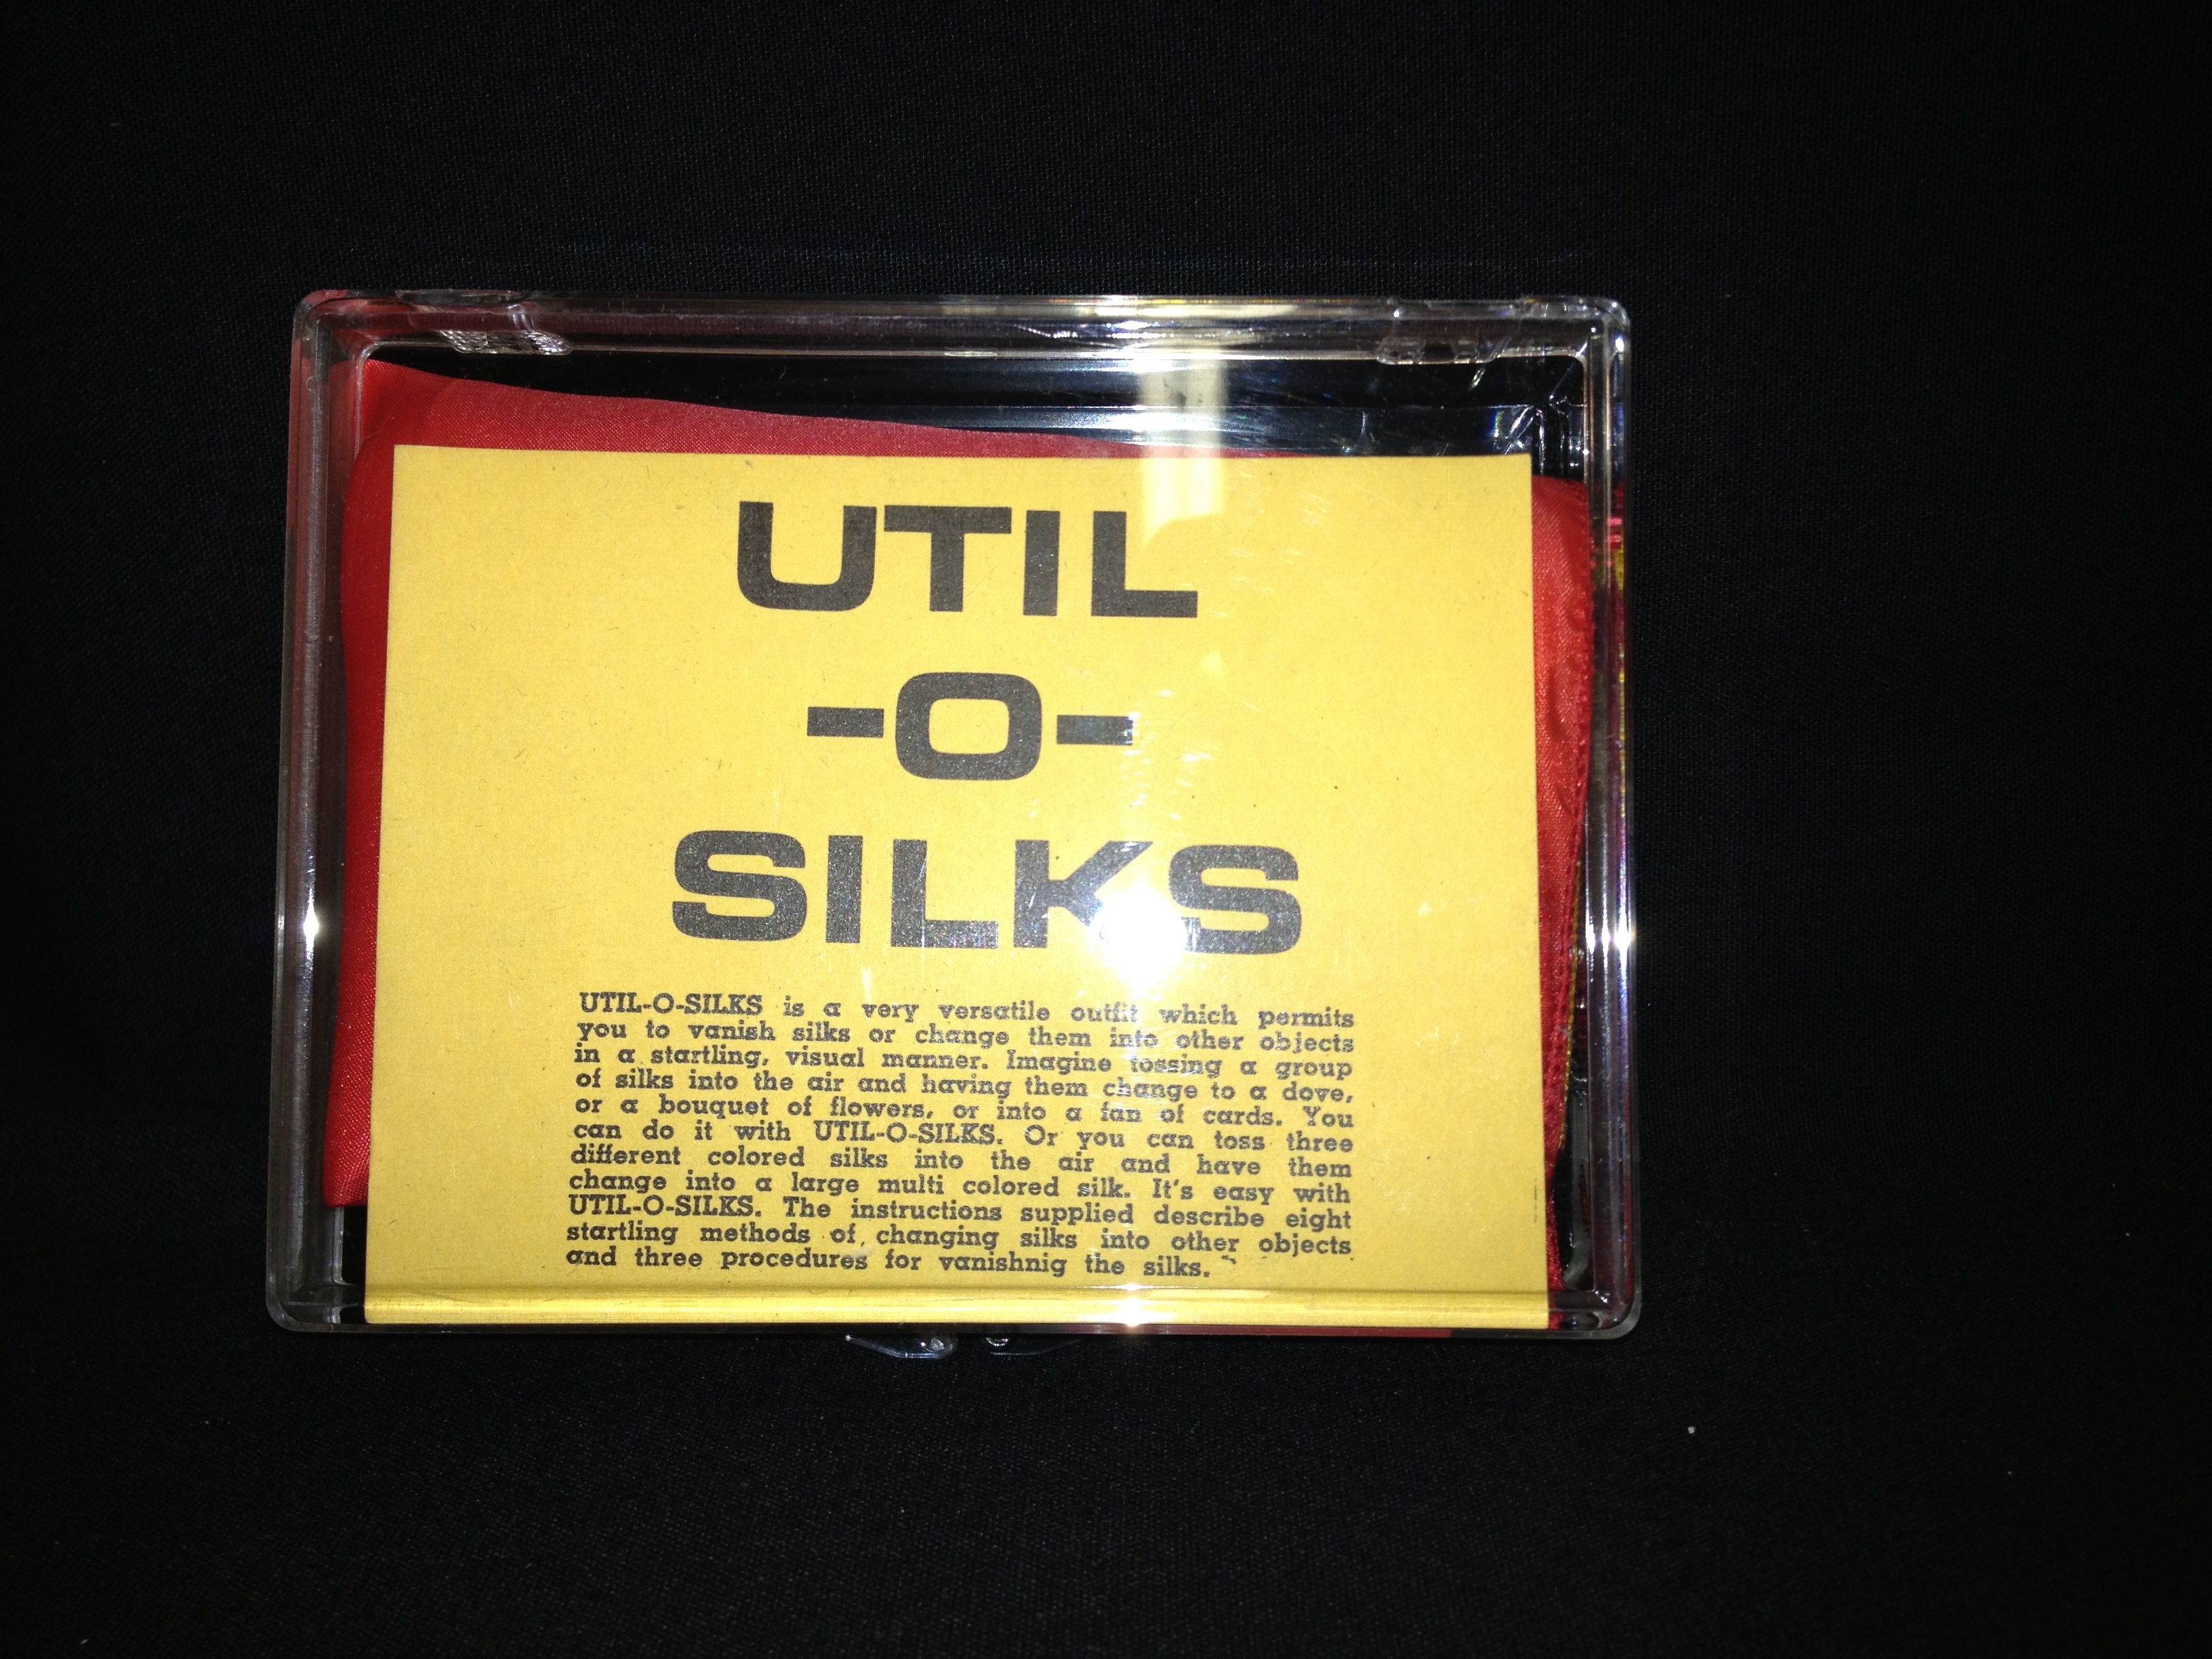 UTIL
-O-
SILKS
UTIL-O-SILKS is a very versatile outfit which permits
you to vanish silks or change them into other objects
in a startling, visual manner. Imagine tossing a group
of silks into the air and having them change to a dove,
or a bouquet of flowers, or into a fan of cards. You
can do it with UTIL-O-SILKS. Or you can toss three
different colored silks into the air and have them
change into a large multi colored silk. It's easy with
UTIL-O-SILKS. The instructions supplied describe eight
startling methods of changing silks into other objects
and three procedures for vanishnig the silks.